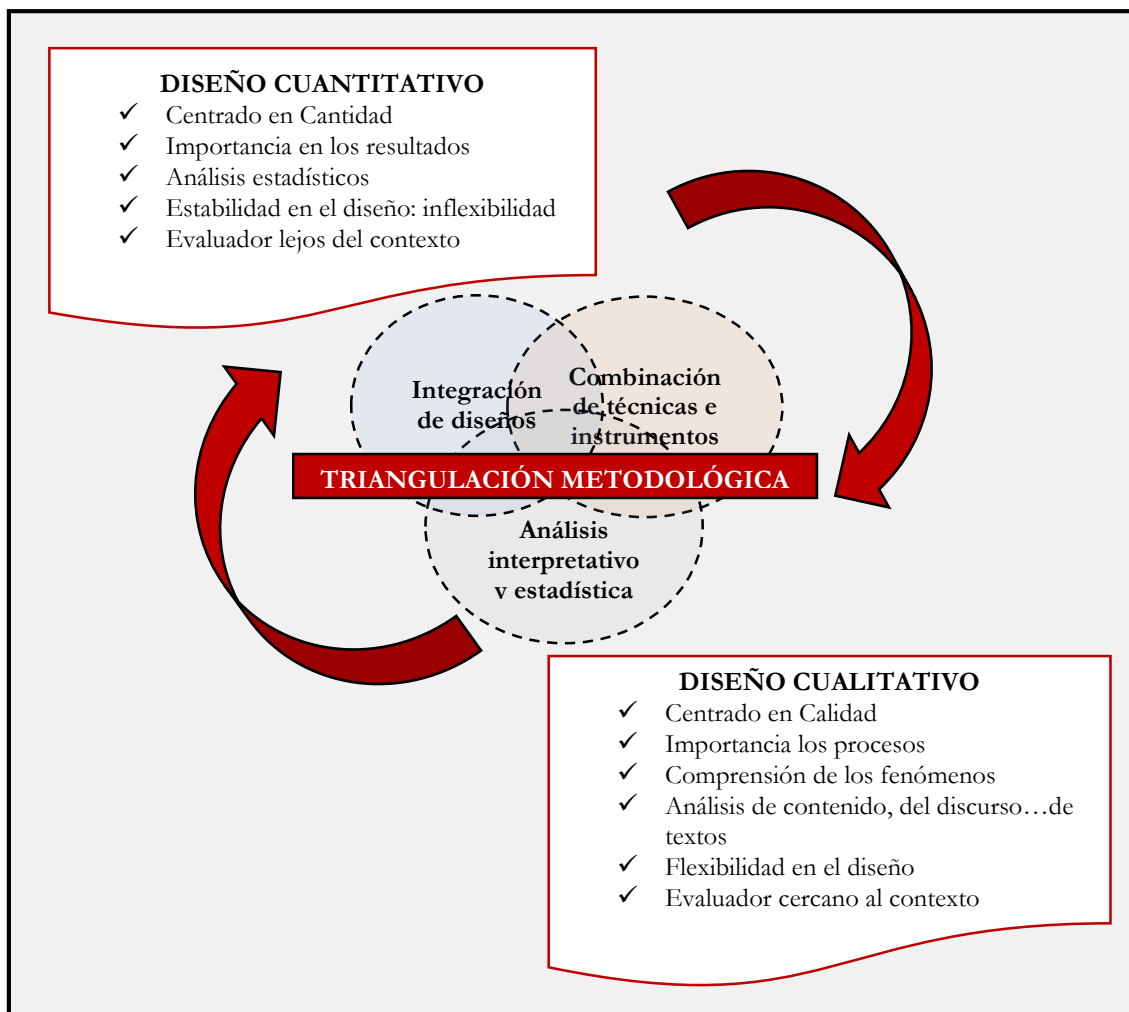 DISEÑO CUANTITATIVO
✓ Centrado en Cantidad
✓ Importancia en los resultados
✓ Análisis estadísticos
✓ Estabilidad en el diseño: inflexibilidad
✓ Evaluador lejos del contexto
Integración
de diseños
Combinación
de técnicas e
instrumentos
TRIANGULACIÓN METODOLÓGICA
Análisis
interpretativo
y estadística
DISEÑO CUALITATIVO
✓ Centrado en Calidad
✓ Importancia los procesos
✓ Comprensión de los fenómenos
✓ Análisis de contenido, del discurso…de
textos
✓ Flexibilidad en el diseño
✓ Evaluador cercano al contexto